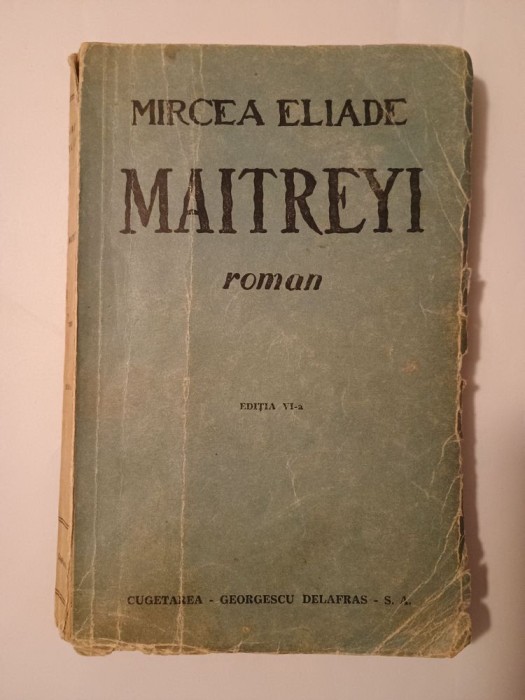 MIRCEA ELIADE
MAITREYI
roman
EDIȚIA VI-a
CUGETAREA - GEORGESCU DELAFRAS - S. A.